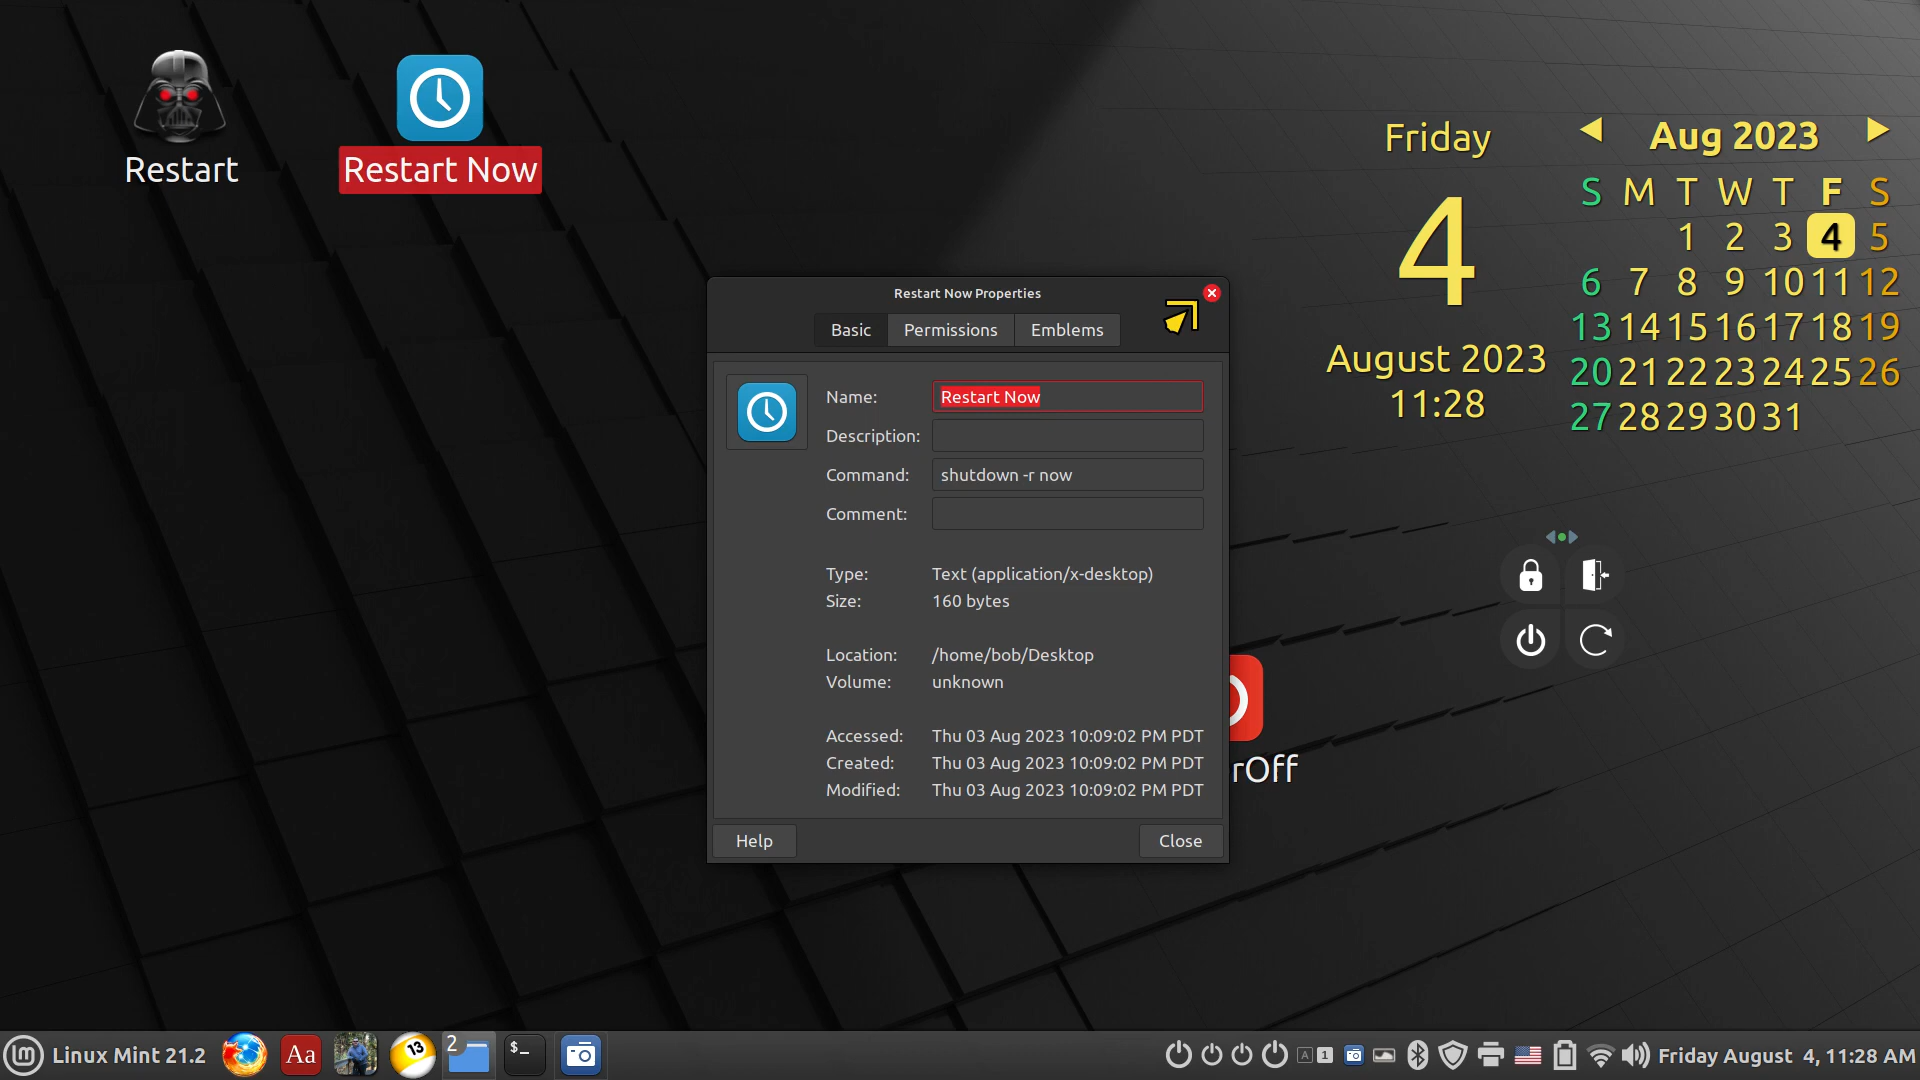 Restart
Restart Now
Friday
4
August 2023
11:28
Aug 2023
S M T W T F S
1 2 3 4 5
6 7 8 9 10 11 12
13 14 15 16 17 18 19
20 21 22 23 24 25 26
27 28 29 30 31
Restart Now Properties
Basic Permissions Emblems
Name: Restart Now
Description:
Command: shutdown -r now
Comment:
Type: Text (application/x-desktop)
Size: 160 bytes
Location: /home/bob/Desktop
Volume: unknown
Accessed: Thu 03 Aug 2023 10:09:02 PM PDT
Created: Thu 03 Aug 2023 10:09:02 PM PDT
Modified: Thu 03 Aug 2023 10:09:02 PM PDT
Help Close
rOff
Linux Mint 21.2 Aa 13 2 $_ A 1 Friday August 4, 11:28 AM